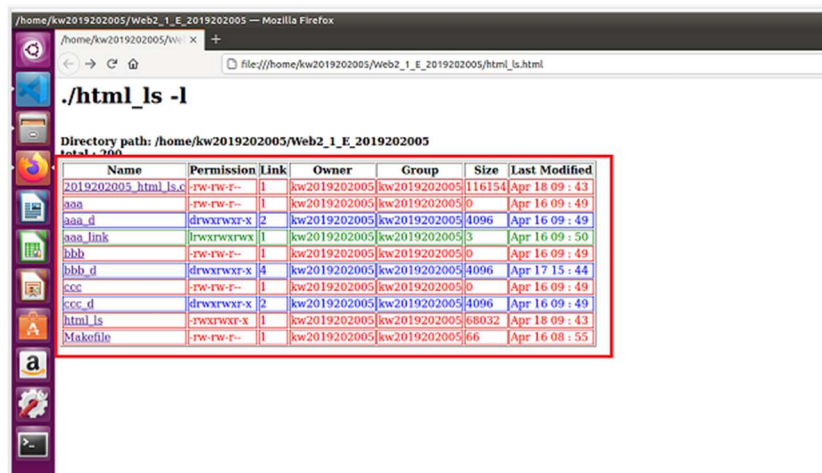 /home/kw2019202005/Web2_1_E_2019202005 — Mozilla Firefox
/home/kw2019202005/We × +
file:///home/kw2019202005/Web2_1_E_2019202005/html_ls.html
./html_ls -l
Directory path: /home/kw2019202005/Web2_1_E_2019202005
total : 200
Name Permission Link Owner Group Size Last Modified
2019202005_html_ls.c -rw-rw-r-- 1 kw2019202005 kw2019202005 116154 Apr 18 09 : 43
aaa -rw-rw-r-- 1 kw2019202005 kw2019202005 0 Apr 16 09 : 49
aaa_d drwxrwxr-x 2 kw2019202005 kw2019202005 4096 Apr 16 09 : 49
aaa_link lrwxrwxrwx 1 kw2019202005 kw2019202005 3 Apr 16 09 : 50
bbb -rw-rw-r-- 1 kw2019202005 kw2019202005 0 Apr 16 09 : 49
bbb_d drwxrwxr-x 4 kw2019202005 kw2019202005 4096 Apr 17 15 : 44
ccc -rw-rw-r-- 1 kw2019202005 kw2019202005 0 Apr 16 09 : 49
ccc_d drwxrwxr-x 2 kw2019202005 kw2019202005 4096 Apr 16 09 : 49
html_ls -rwxrwxr-x 1 kw2019202005 kw2019202005 68032 Apr 18 09 : 43
Makefile -rw-rw-r-- 1 kw2019202005 kw2019202005 66 Apr 16 08 : 55